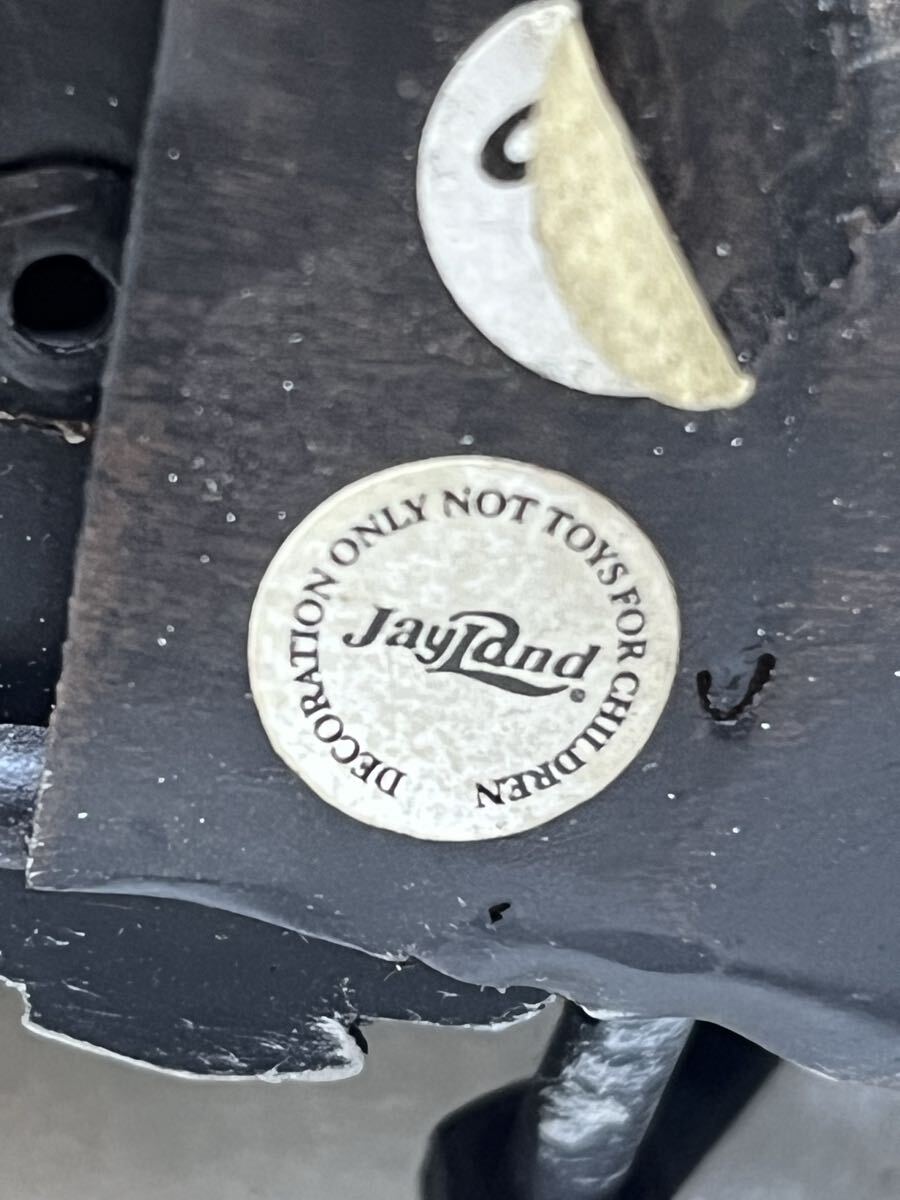 DECORATION ONLY NOT TOYS FOR CHILDREN
JayLand®